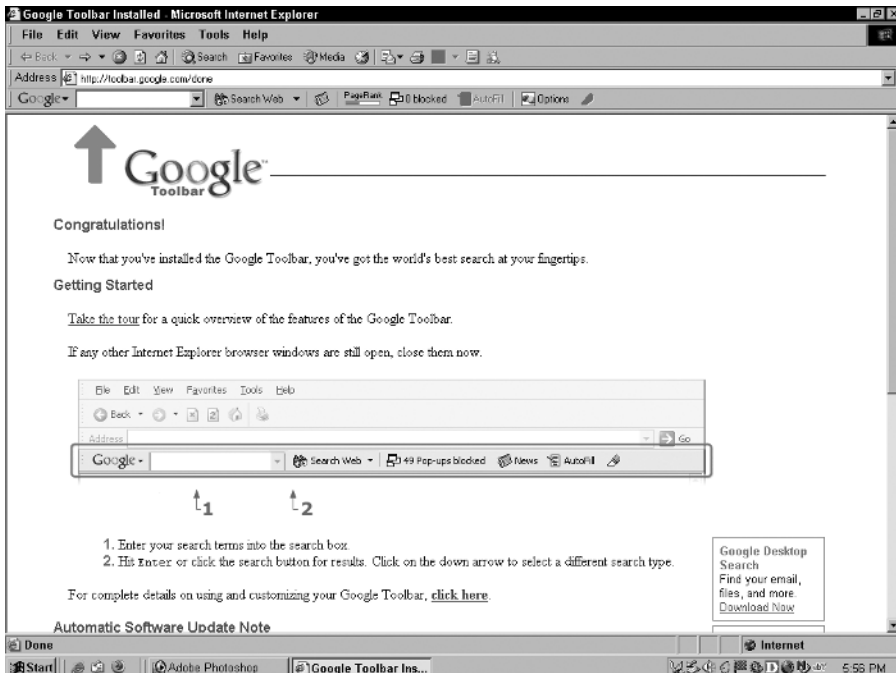 Google Toolbar Installed - Microsoft Internet Explorer
File Edit View Favorites Tools Help
Back Search Favorites Media
Address http://toolbar.google.com/done
Google Search Web PageRank 0 blocked AutoFill Options
Google™
Toolbar
Congratulations!
Now that you've installed the Google Toolbar, you've got the world's best search at your fingertips.
Getting Started
Take the tour for a quick overview of the features of the Google Toolbar.
If any other Internet Explorer browser windows are still open, close them now.
File Edit View Favorites Tools Help
Back
Address Go
Google Search Web 49 Pop-ups blocked News AutoFill
1 2
1. Enter your search terms into the search box
2. Hit Enter or click the search button for results. Click on the down arrow to select a different search type.
For complete details on using and customizing your Google Toolbar, click here.
Google Desktop
Search
Find your email,
files, and more.
Download Now
Automatic Software Update Note
Done Internet
Start Adobe Photoshop Google Toolbar Ins... 5:56 PM